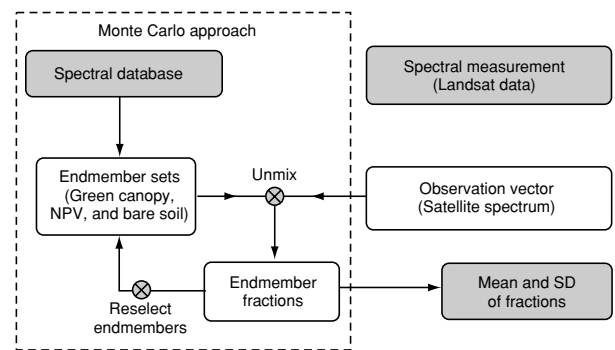 Monte Carlo approach
Spectral database
Spectral measurement
(Landsat data)
Endmember sets
(Green canopy,
NPV, and bare soil)
Unmix
Observation vector
(Satellite spectrum)
Endmember
fractions
Reselect
endmembers
Mean and SD
of fractions